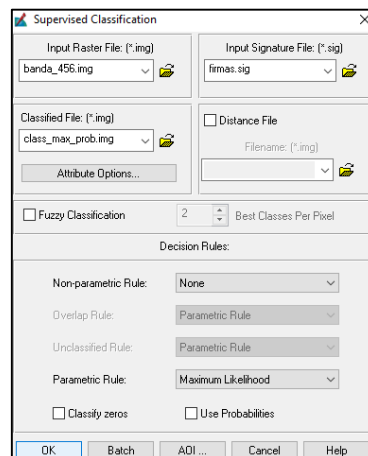 Supervised Classification
Input Raster File: (*.img)
Input Signature File: (*.sig)
banda_456.img
firmas.sig
Classified File: (*.img)
Distance File
class_max_prob.img
Filename: (*.img)
Attribute Options...
Fuzzy Classification
2
Best Classes Per Pixel
Decision Rules:
Non-parametric Rule:
None
Overlap Rule:
Parametric Rule
Unclassified Rule:
Parametric Rule
Parametric Rule:
Maximum Likelihood
Classify zeros
Use Probabilities
OK
Batch
AOI ...
Cancel
Help